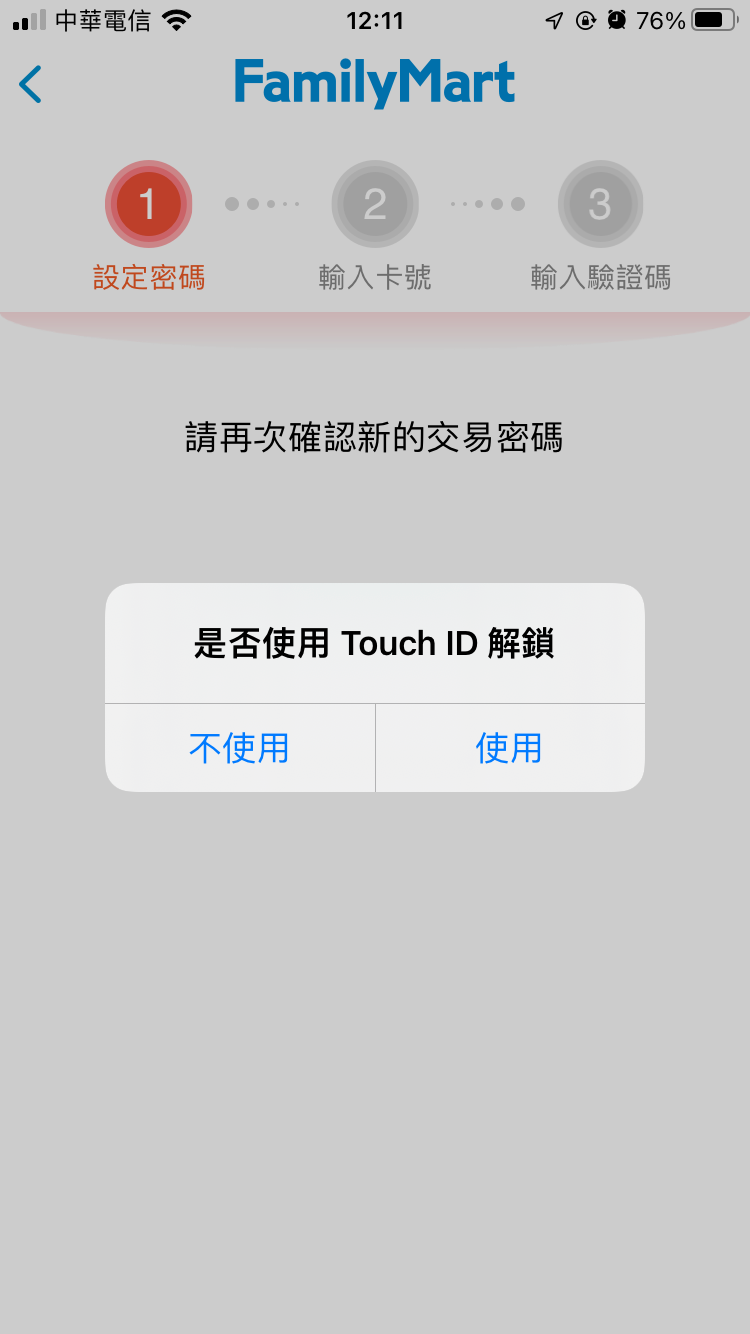 中華電信 12:11 76%
FamilyMart
1 2 3
設定密碼 輸入卡號 輸入驗證碼
請再次確認新的交易密碼
是否使用 Touch ID 解鎖
不使用 使用